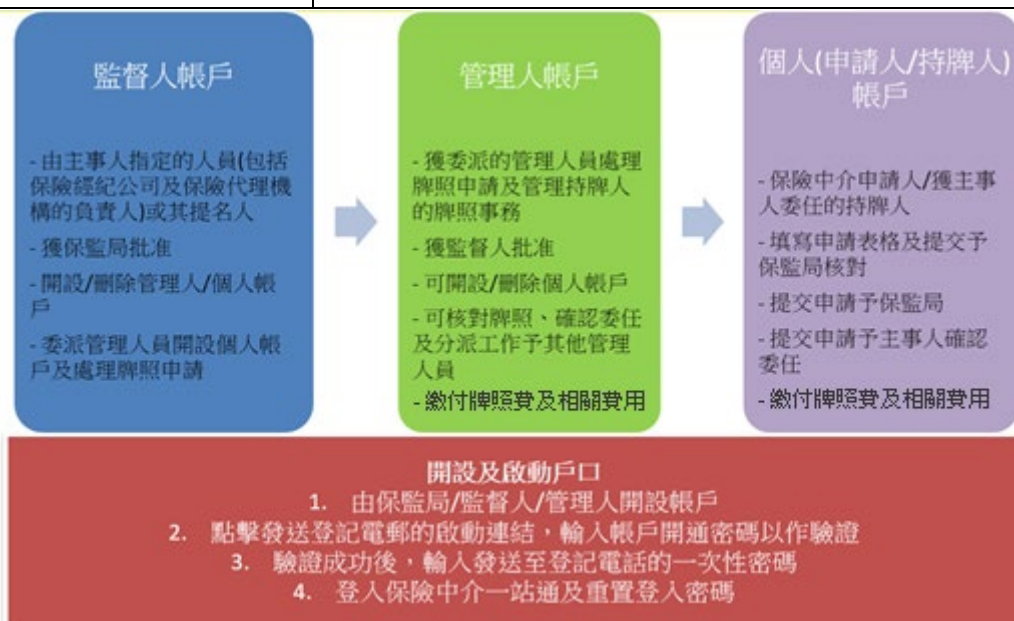 監督人帳戶
- 由主事人指定的人員(包括
保險經紀公司及保險代理機
構的負責人)或其提名人
- 獲保監局批准
- 開設/刪除管理人/個人帳
戶
- 委派管理人員開設個人帳
戶及處理牌照申請
管理人帳戶
- 獲委派的管理人員處理
牌照申請及管理持牌人
的牌照事務
- 獲監督人批准
- 可開設/刪除個人帳戶
- 可核對牌照、確認委任
及分派工作予其他管理
人員
- 繳付牌照費及相關費用
個人(申請人/持牌人)
帳戶
- 保險中介申請人/獲主事
人委任的持牌人
- 填寫申請表格及提交予
保監局核對
- 提交申請予保監局
- 提交申請予主事人確認
委任
- 繳付牌照費及相關費用
開設及啟動戶口
1. 由保監局/監督人/管理人開設帳戶
2. 點擊發送登記電郵的啟動連結，輸入帳戶開通密碼以作驗證
3. 驗證成功後，輸入發送至登記電話的一次性密碼
4. 登入保險中介一站通及重置登入密碼